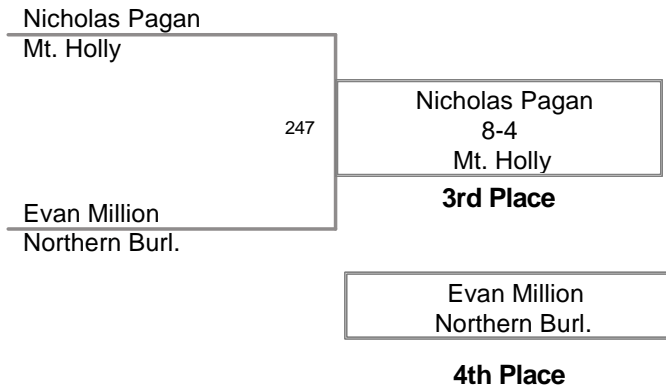 Nicholas Pagan
Mt. Holly
247
Nicholas Pagan
8-4
Mt. Holly
3rd Place
Evan Million
Northern Burl.
Evan Million
Northern Burl.
4th Place